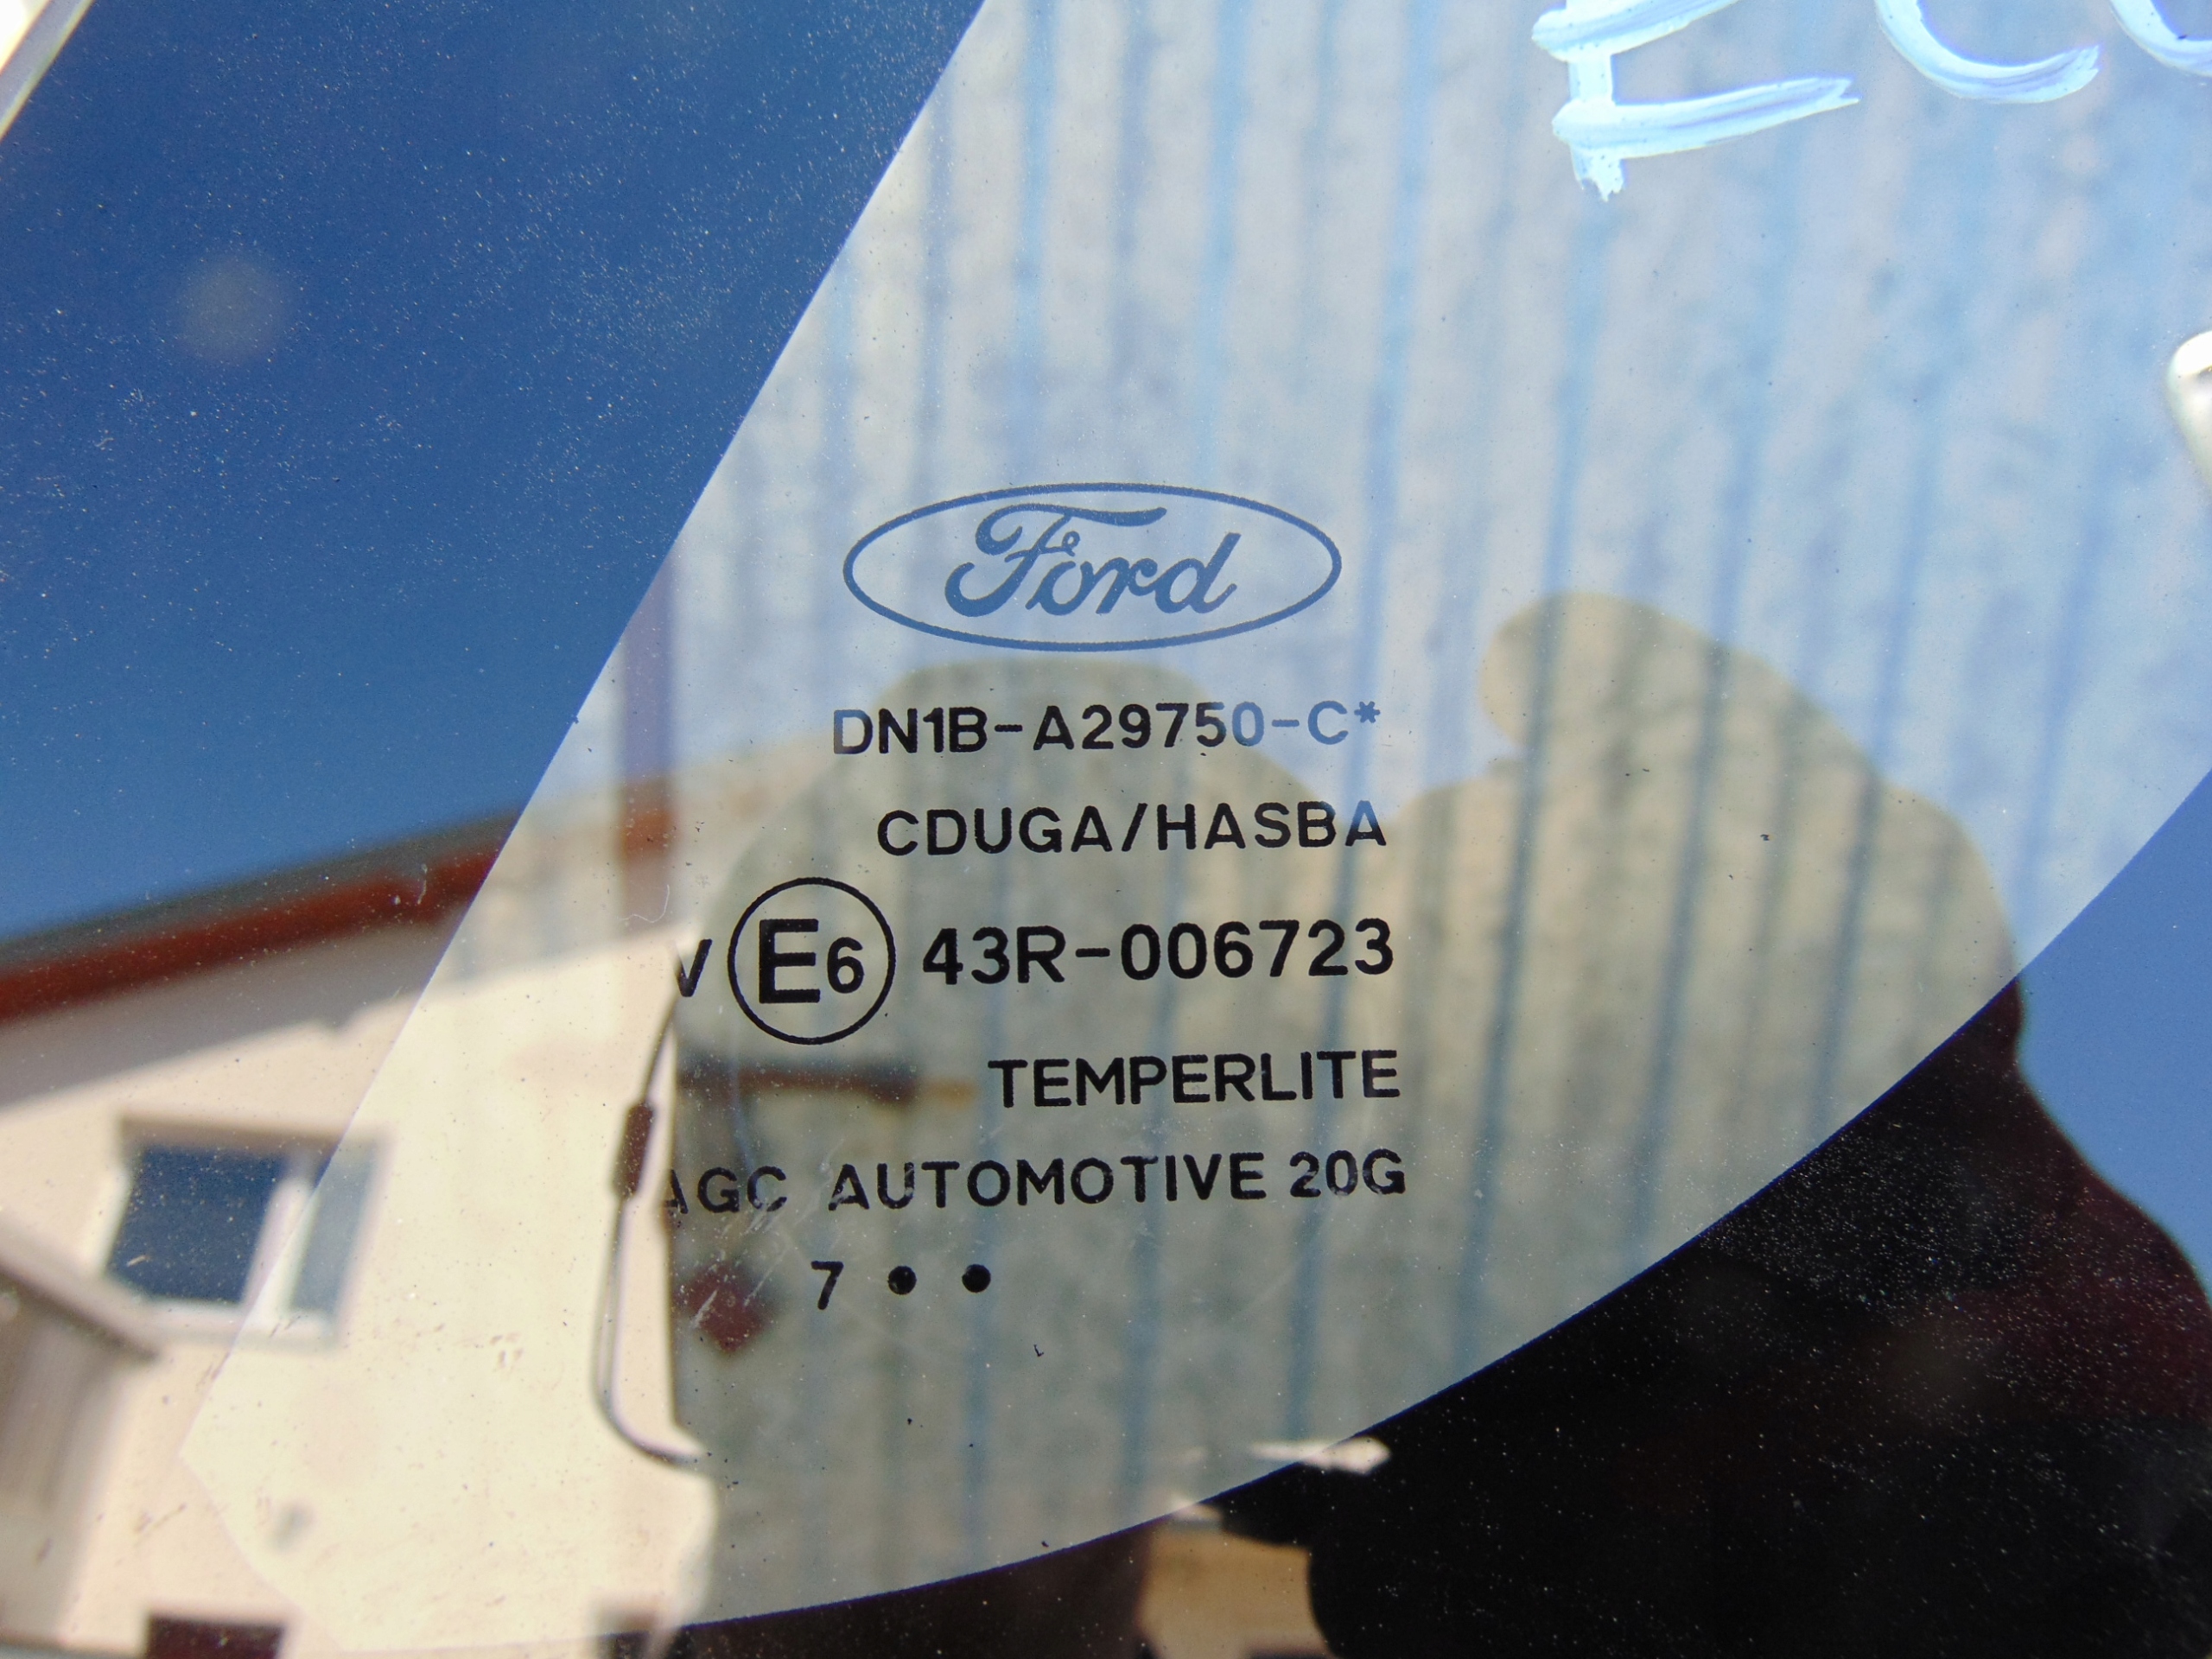 Ford
DN1B-A29750-C*
CDUGA/HASBA
V E6 43R-006723
TEMPERLITE
AGC AUTOMOTIVE 20G
7 • •